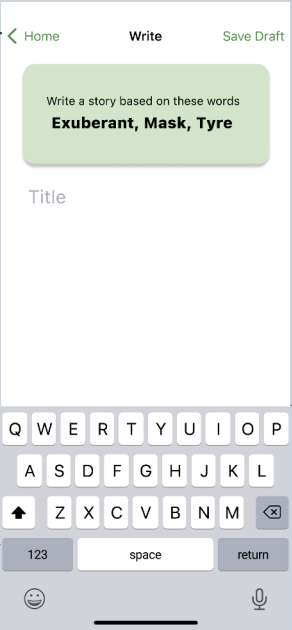 Home Write Save Draft
Write a story based on these words
Exuberant, Mask, Tyre
Title
Q W E R T Y U I O P
A S D F G H J K L
Z X C V B N M
123 space return